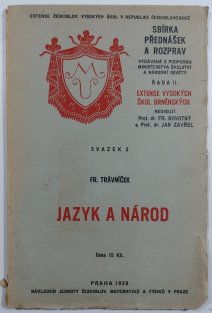 EXTENSE ČESKOSLOV. VYSOKÝCH ŠKOL V REPUBLICE ČESKOSLOVENSKÉ
SBÍRKA
PŘEDNÁŠEK
A ROZPRAV
VYDÁVANÁ S PODPOROU
MINISTERSTVA ŠKOLSTVÍ
A NÁRODNÍ OSVĚTY
ŘADA II.
EXTENSE VYSOKÝCH
ŠKOL BRNĚNSKÝCH
REDIGUJÍ
Prof. dr. FR. NOVOTNÝ
a Prof. dr. JAN ZAVŘEL
SVAZEK 2
FR. TRÁVNÍČEK
JAZYK A NÁROD
Cena 15 Kč.
PRAHA 1930
NÁKLADEM JEDNOTY ČESKOSLOV. MATEMATIKŮ A FYSIKŮ V PRAZE